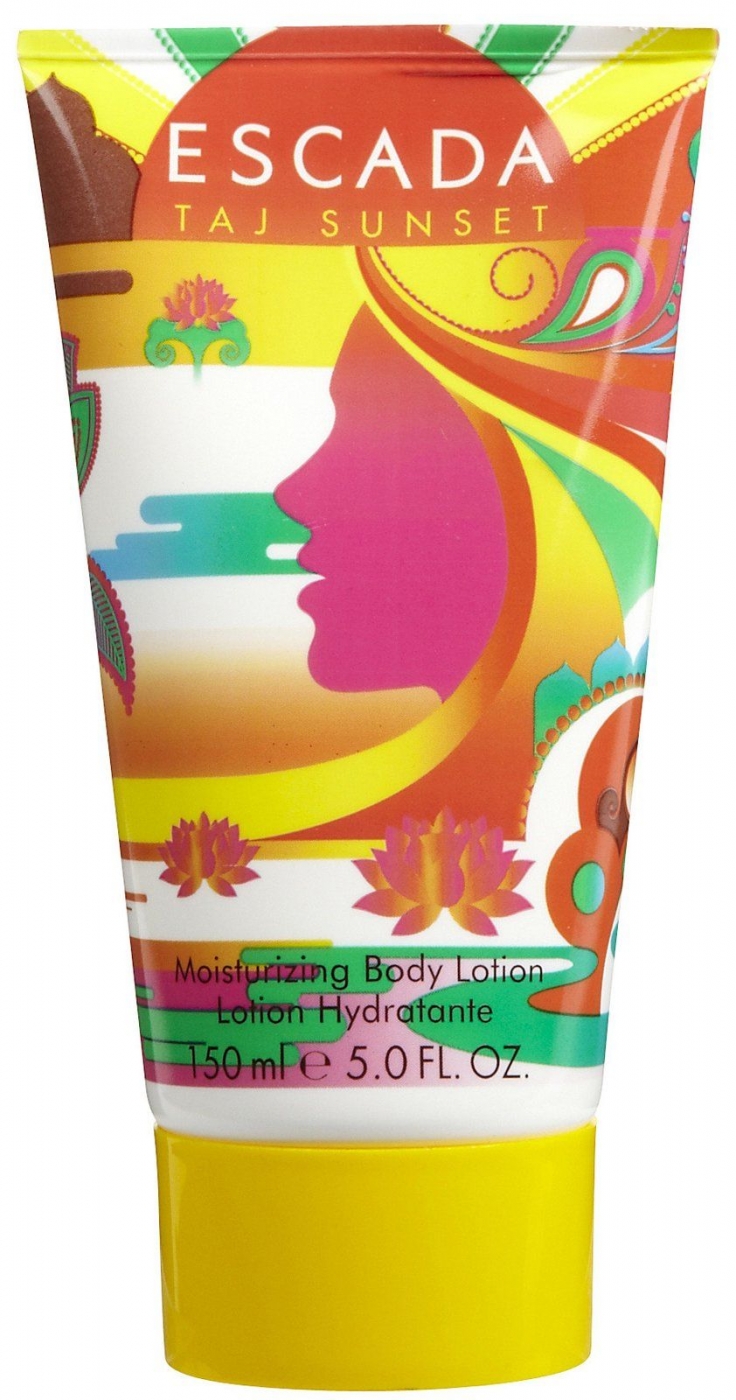 ESCADA
TAJ SUNSET
Moisturizing Body Lotion
Lotion Hydratante
150 ml e 5.0 FL. OZ.